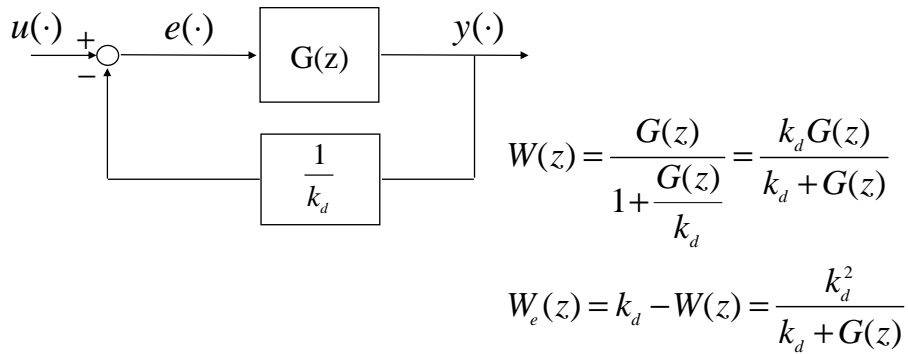 u(·) + e(·) y(·)
−
G(z)
1/k_d
W(z) = G(z) / (1 + G(z)/k_d) = k_d G(z) / (k_d + G(z))
W_e(z) = k_d − W(z) = k_d^2 / (k_d + G(z))